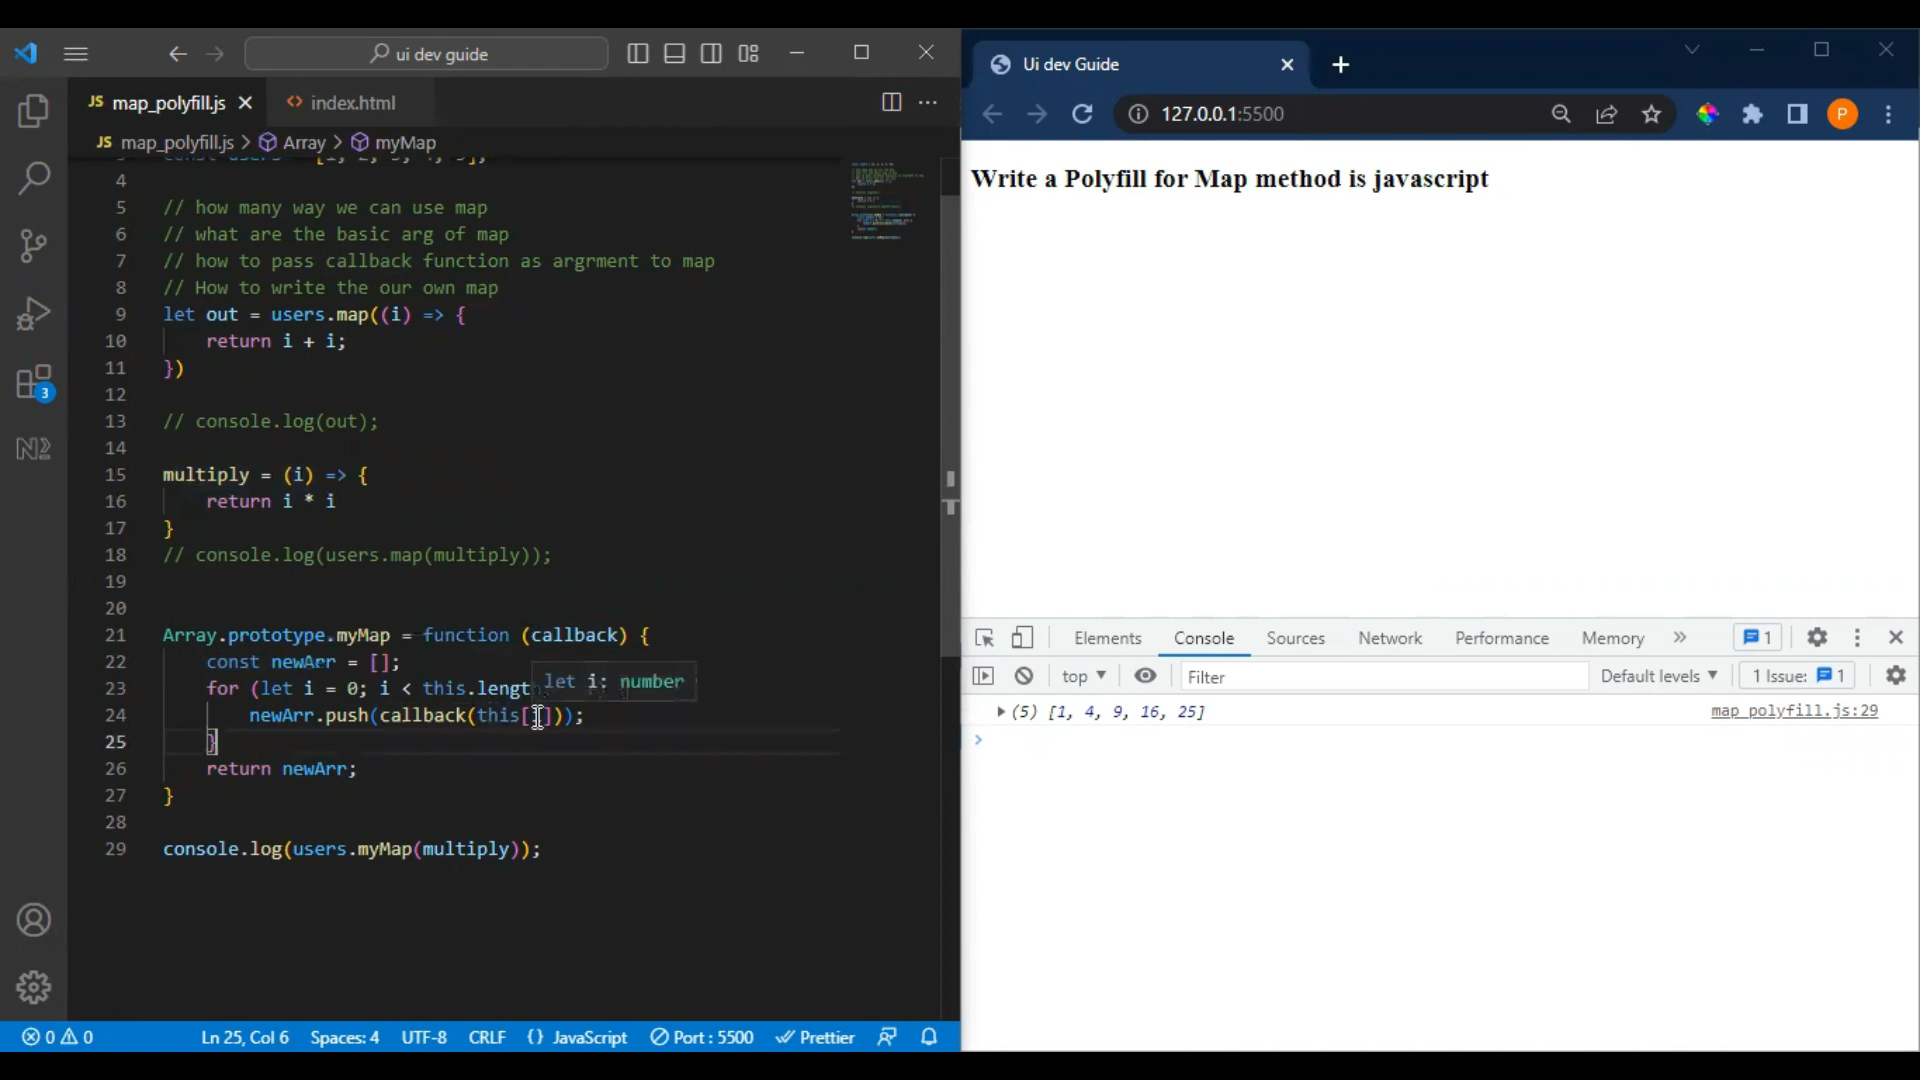 ui dev guide
JS map_polyfill.js
<> index.html
JS map_polyfill.js > Array > myMap
4
5 // how many way we can use map
6 // what are the basic arg of map
7 // how to pass callback function as argrment to map
8 // How to write the our own map
9 let out = users.map((i) => {
10 return i + i;
11 })
12
13 // console.log(out);
14
15 multiply = (i) => {
16 return i * i
17 }
18 // console.log(users.map(multiply));
19
20
21 Array.prototype.myMap = function (callback) {
22 const newArr = [];
let i: number
23 for (let i = 0; i < this.lengt
24 newArr.push(callback(this[i]));
25 }
26 return newArr;
27 }
28
29 console.log(users.myMap(multiply));
3
0 0
Ln 25, Col 6 Spaces: 4 UTF-8 CRLF {} JavaScript Port : 5500 Prettier
Ui dev Guide
127.0.0.1:5500
P
Write a Polyfill for Map method is javascript
Elements Console Sources Network Performance Memory » 1
top Filter Default levels 1 Issue: 1
(5) [1, 4, 9, 16, 25] map_polyfill.js:29